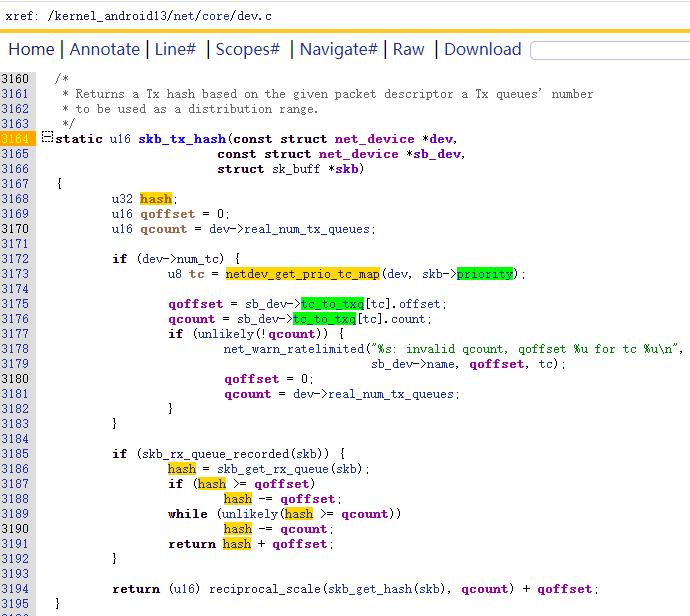 xref: /kernel_android13/net/core/dev.c
Home | Annotate | Line# | Scopes# | Navigate# | Raw | Download
3160 /*
3161  * Returns a Tx hash based on the given packet descriptor a Tx queues' number
3162  * to be used as a distribution range.
3163  */
3164 static u16 skb_tx_hash(const struct net_device *dev,
3165                        const struct net_device *sb_dev,
3166                        struct sk_buff *skb)
3167 {
3168         u32 hash;
3169         u16 qoffset = 0;
3170         u16 qcount = dev->real_num_tx_queues;
3171
3172         if (dev->num_tc) {
3173                 u8 tc = netdev_get_prio_tc_map(dev, skb->priority);
3174
3175                 qoffset = sb_dev->tc_to_txq[tc].offset;
3176                 qcount = sb_dev->tc_to_txq[tc].count;
3177                 if (unlikely(!qcount)) {
3178                         net_warn_ratelimited("%s: invalid qcount, qoffset %u for tc %u\n",
3179                                              sb_dev->name, qoffset, tc);
3180                         qoffset = 0;
3181                         qcount = dev->real_num_tx_queues;
3182                 }
3183         }
3184
3185         if (skb_rx_queue_recorded(skb)) {
3186                 hash = skb_get_rx_queue(skb);
3187                 if (hash >= qoffset)
3188                         hash -= qoffset;
3189                 while (unlikely(hash >= qcount))
3190                         hash -= qcount;
3191                 return hash + qoffset;
3192         }
3193
3194         return (u16) reciprocal_scale(skb_get_hash(skb), qcount) + qoffset;
3195 }